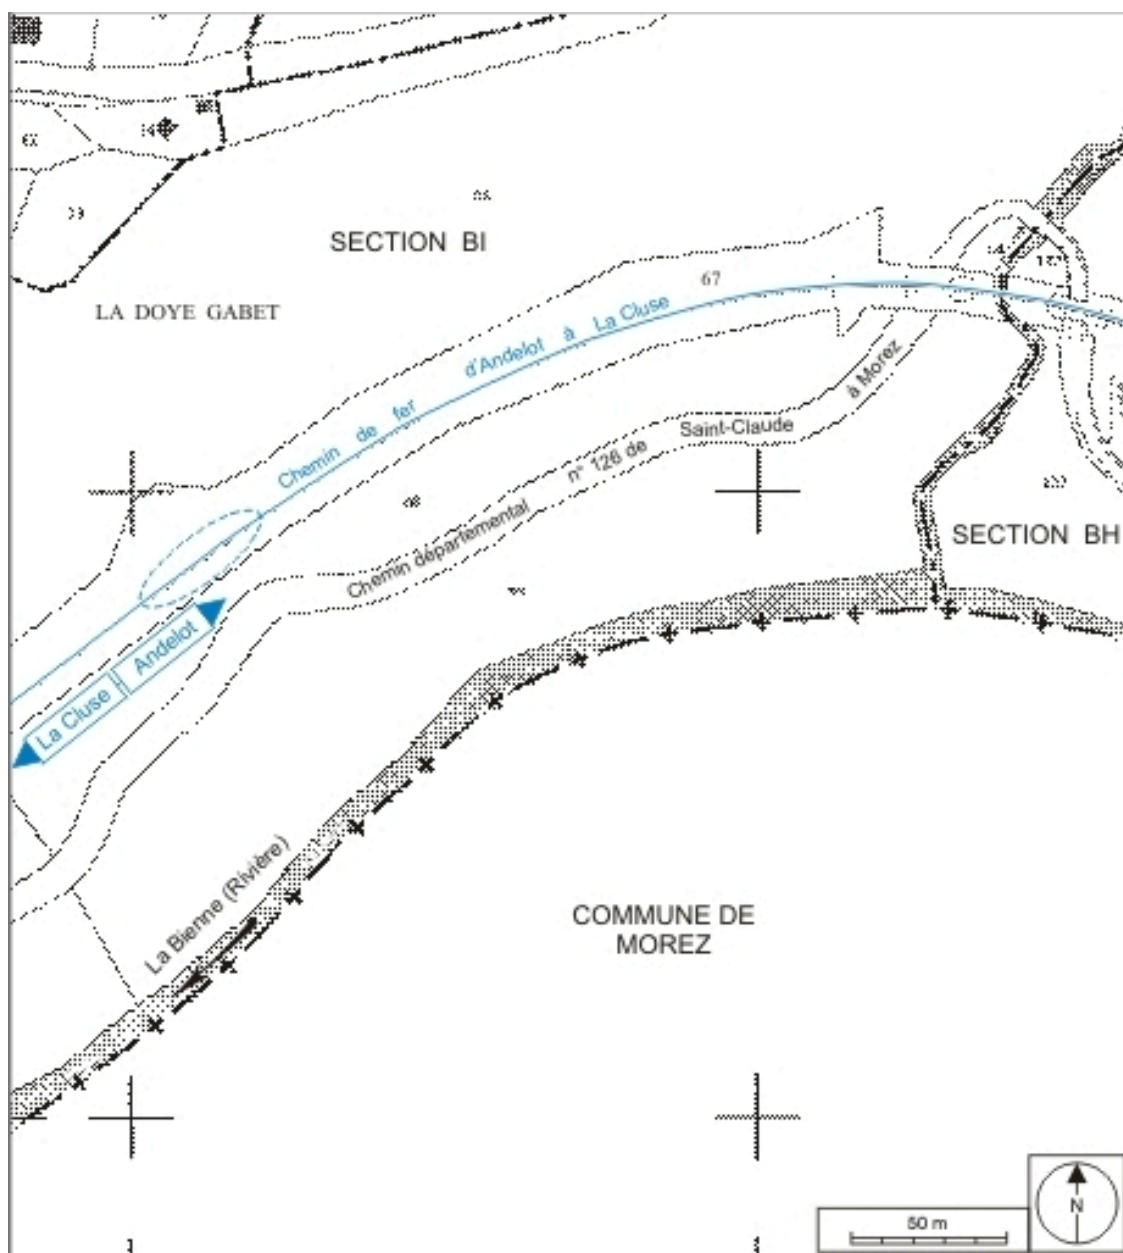 SECTION BI
LA DOYE GABET
67
Chemin de fer d'Andelot à La Cluse
Chemin départemental n° 126 de Saint-Claude à Morez
SECTION BH
La Cluse
Andelot
La Bienne (Rivière)
COMMUNE DE
MOREZ
50 m
N